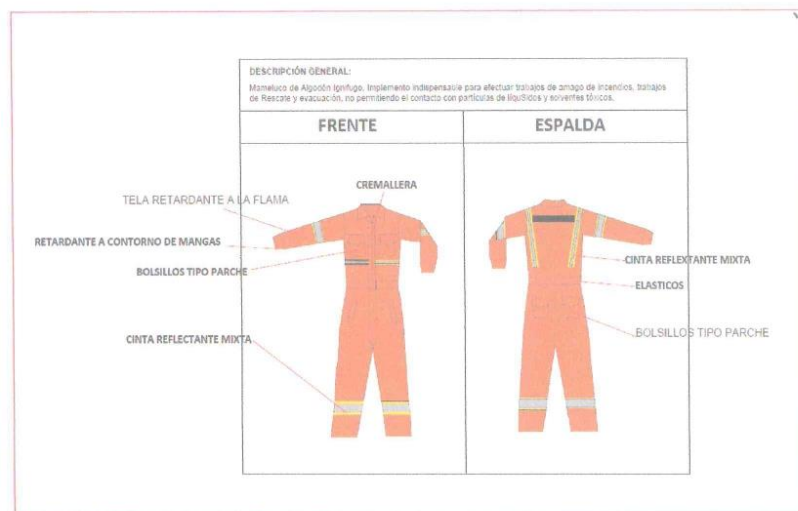 DESCRIPCIÓN GENERAL:
Mameluco de Algodón Ignifugo. Implemento indispensable para efectuar trabajos de amago de incendios, trabajos
de Rescate y evacuación, no permitiendo el contacto con partículas de líquSidos y solventes tóxicos.
FRENTE
ESPALDA
CREMALLERA
TELA RETARDANTE A LA FLAMA
RETARDANTE A CONTORNO DE MANGAS
BOLSILLOS TIPO PARCHE
CINTA REFLECTANTE MIXTA
CINTA REFLEXTANTE MIXTA
ELASTICOS
BOLSILLOS TIPO PARCHE